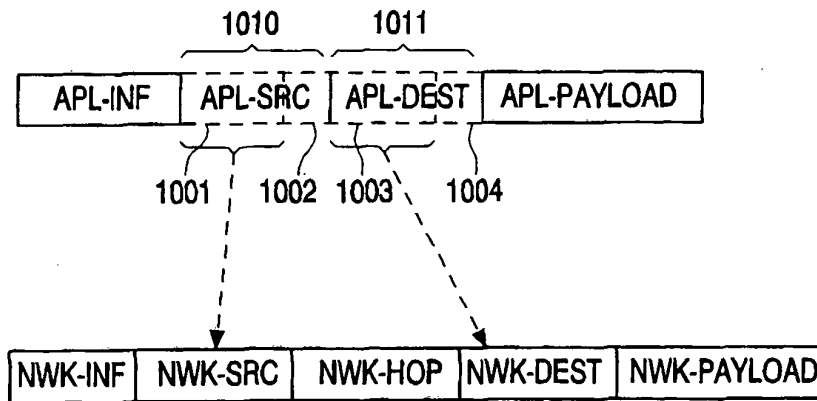 1010 1011
APL-INF APL-SRC APL-DEST APL-PAYLOAD
1001 1002 1003 1004
NWK-INF NWK-SRC NWK-HOP NWK-DEST NWK-PAYLOAD